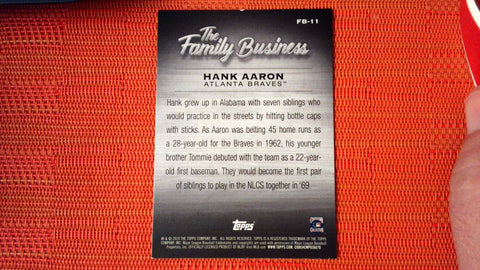 FB-11
The
Family Business
HANK AARON
ATLANTA BRAVES™
Hank grew up in Alabama with seven siblings who
would practice in the streets by hitting bottle caps
with sticks. As Aaron was belting 45 home runs as
a 28-year-old for the Braves in 1962, his younger
brother Tommie debuted with the team as a 22-year-
old first baseman. They would become the first pair
of siblings to play in the NLCS together in '69.
TOPPS